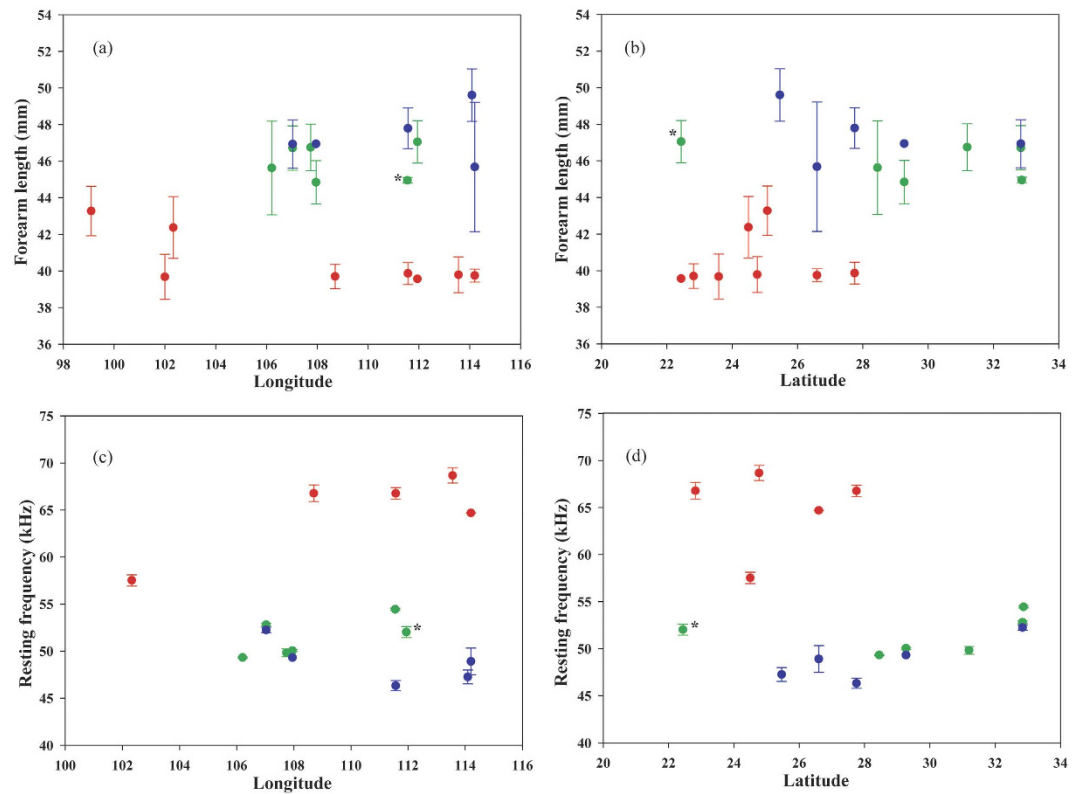 (a)
54
52
50
48
46
44
42
40
38
36
Forearm length (mm)
*
98 100 102 104 106 108 110 112 114 116
Longitude
(b)
54
52
50
48
46
44
42
40
38
36
Forearm length (mm)
*
20 22 24 26 28 30 32 34
Latitude
(c)
75
70
65
60
55
50
45
40
Resting frequency (kHz)
*
100 102 104 106 108 110 112 114 116
Longitude
(d)
75
70
65
60
55
50
45
40
Resting frequency (kHz)
*
20 22 24 26 28 30 32 34
Latitude